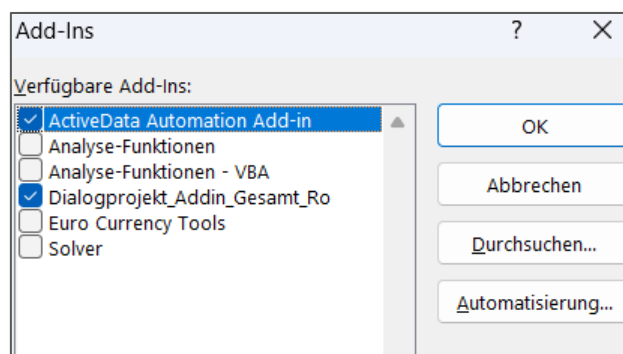 Add-Ins ? ×
Verfügbare Add-Ins:
ActiveData Automation Add-in
Analyse-Funktionen
Analyse-Funktionen - VBA
Dialogprojekt_Addin_Gesamt_Ro
Euro Currency Tools
Solver
OK
Abbrechen
Durchsuchen...
Automatisierung...